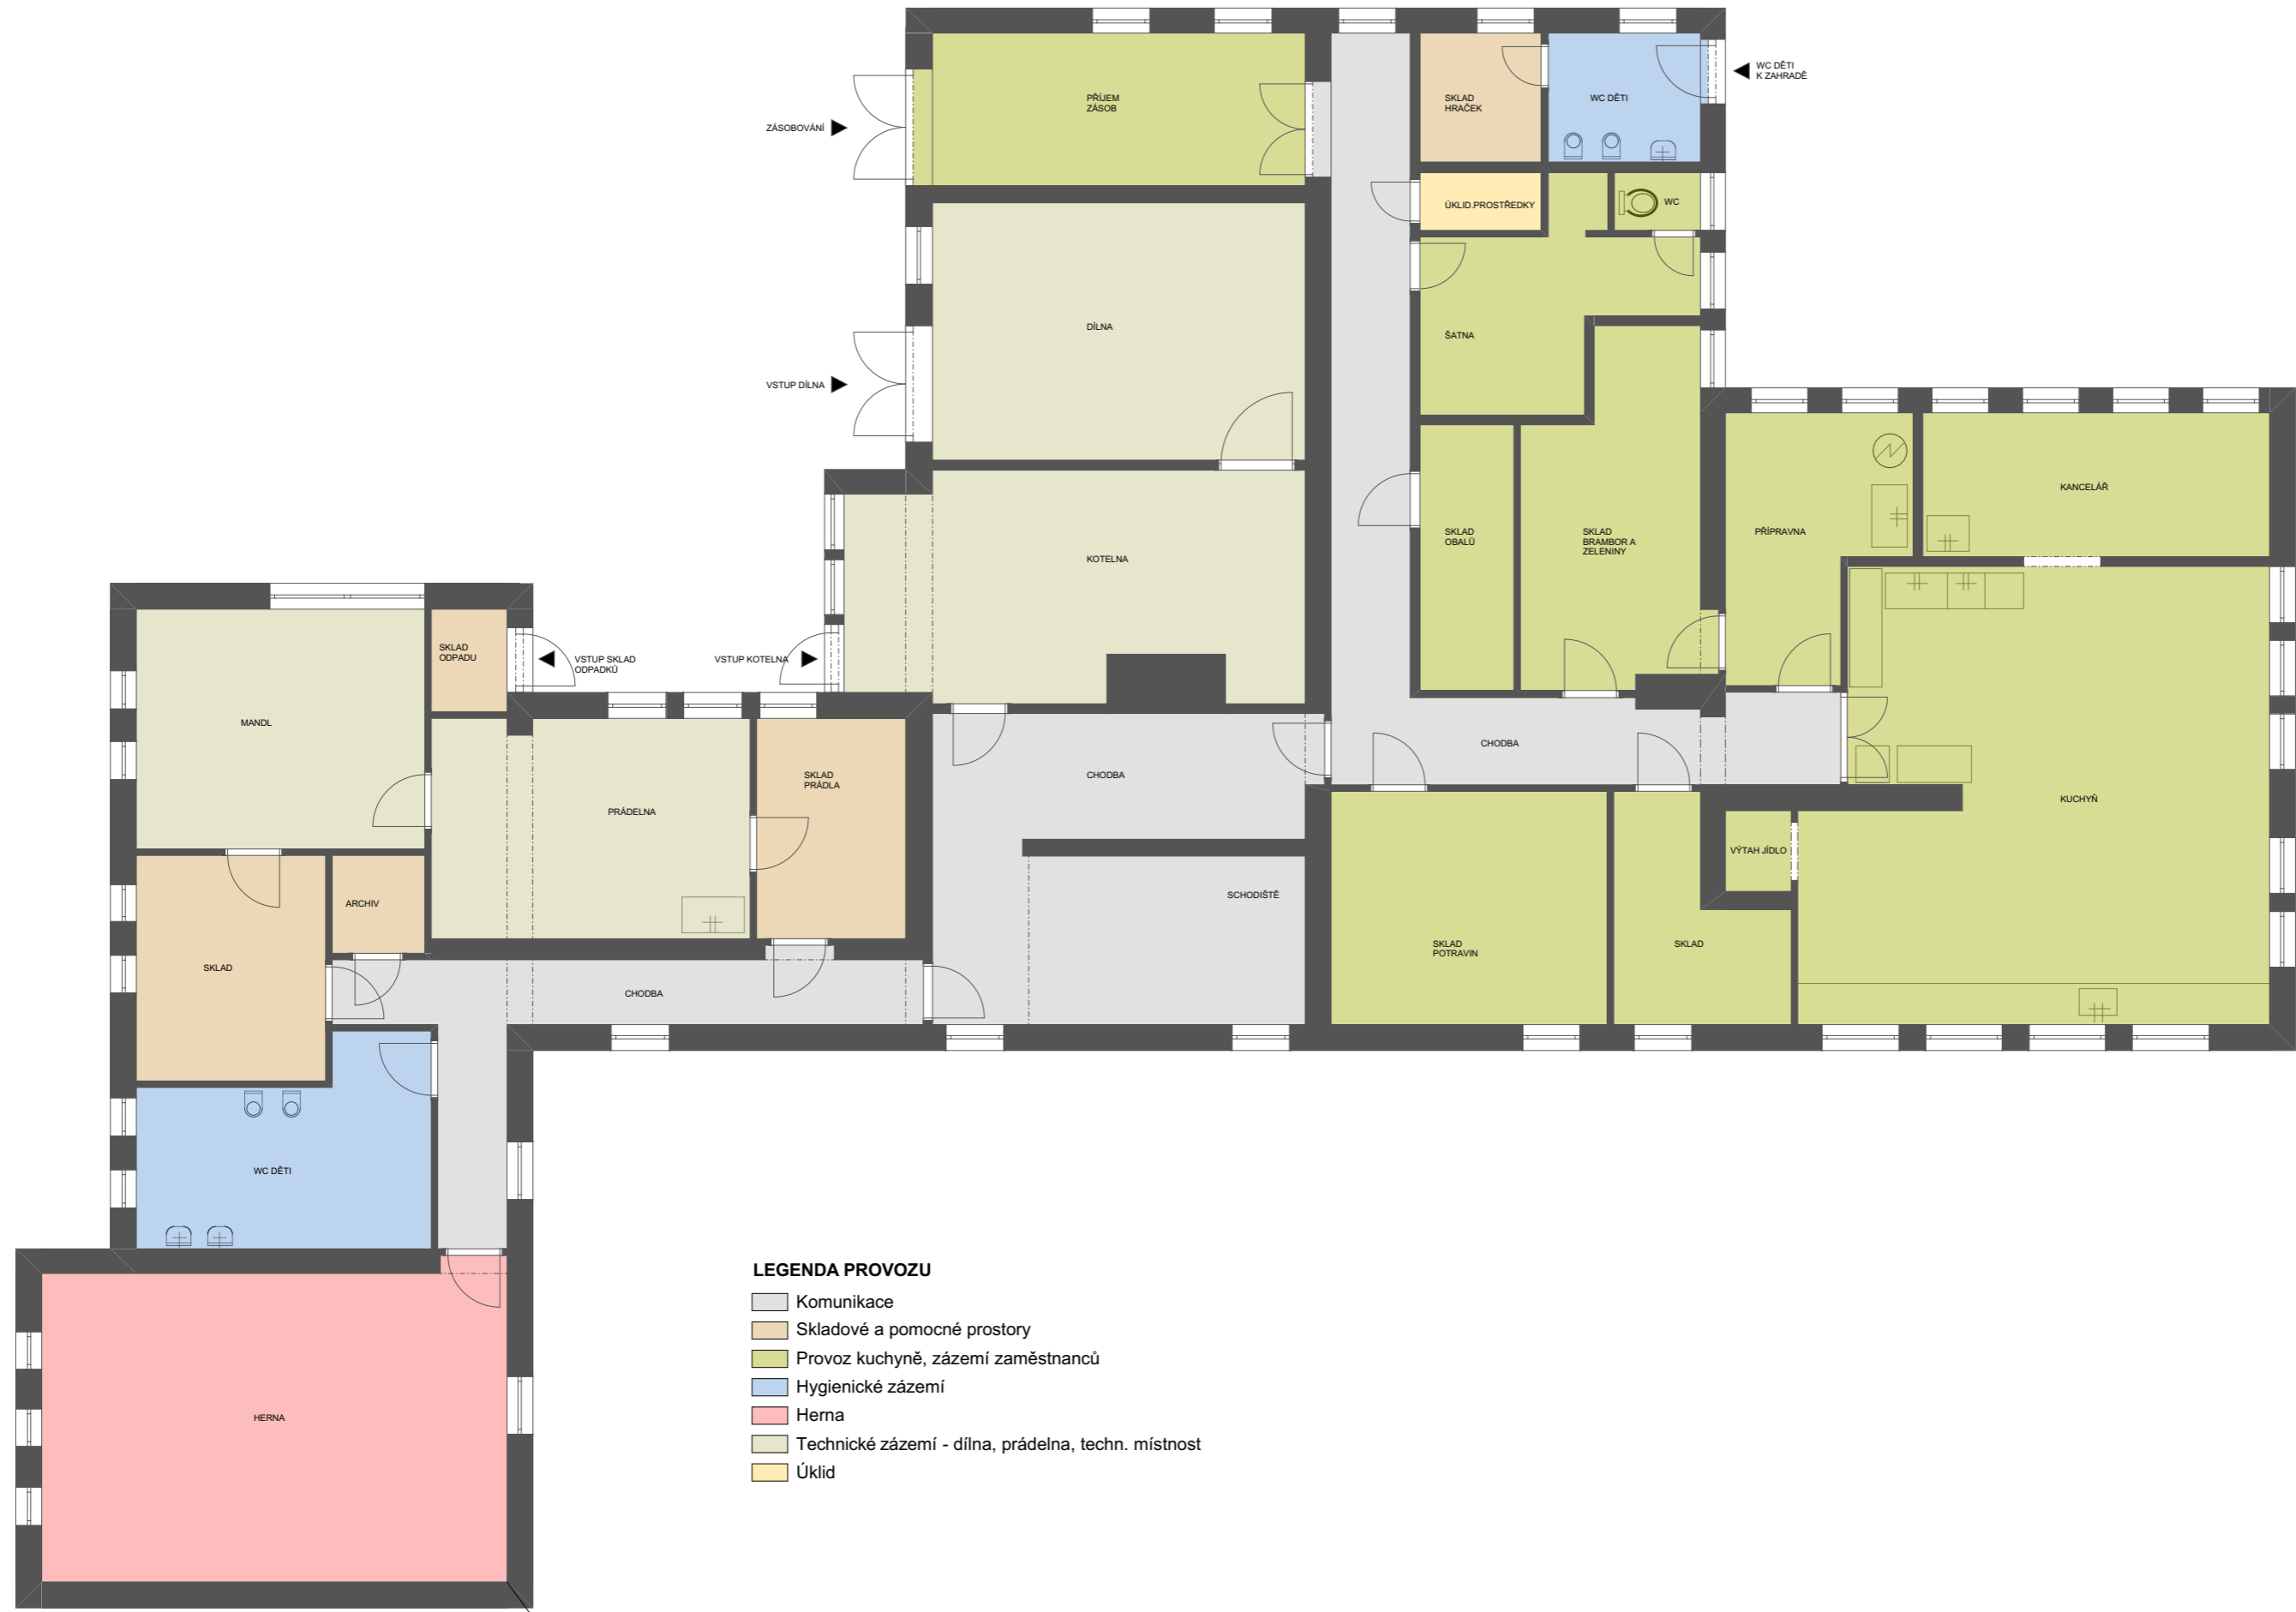 WC DĚTI
K ZAHRADĚ
PŘÍJEM
ZÁSOB
SKLAD
HRAČEK
WC DĚTI
ZÁSOBOVÁNÍ
ÚKLID.PROSTŘEDKY
WC
DÍLNA
ŠATNA
VSTUP DÍLNA
KANCELÁŘ
SKLAD
OBALŮ
SKLAD
BRAMBOR A
ZELENINY
PŘÍPRAVNA
KOTELNA
SKLAD
ODPADU
VSTUP SKLAD
ODPADKŮ
VSTUP KOTELNA
MANDL
CHODBA
CHODBA
SKLAD
PRÁDLA
PRÁDELNA
KUCHYŇ
VÝTAH JÍDLO
SCHODIŠTĚ
ARCHIV
SKLAD
POTRAVIN
SKLAD
SKLAD
CHODBA
WC DĚTI
HERNA
LEGENDA PROVOZU
Komunikace
Skladové a pomocné prostory
Provoz kuchyně, zázemí zaměstnanců
Hygienické zázemí
Herna
Technické zázemí - dílna, prádelna, techn. místnost
Úklid